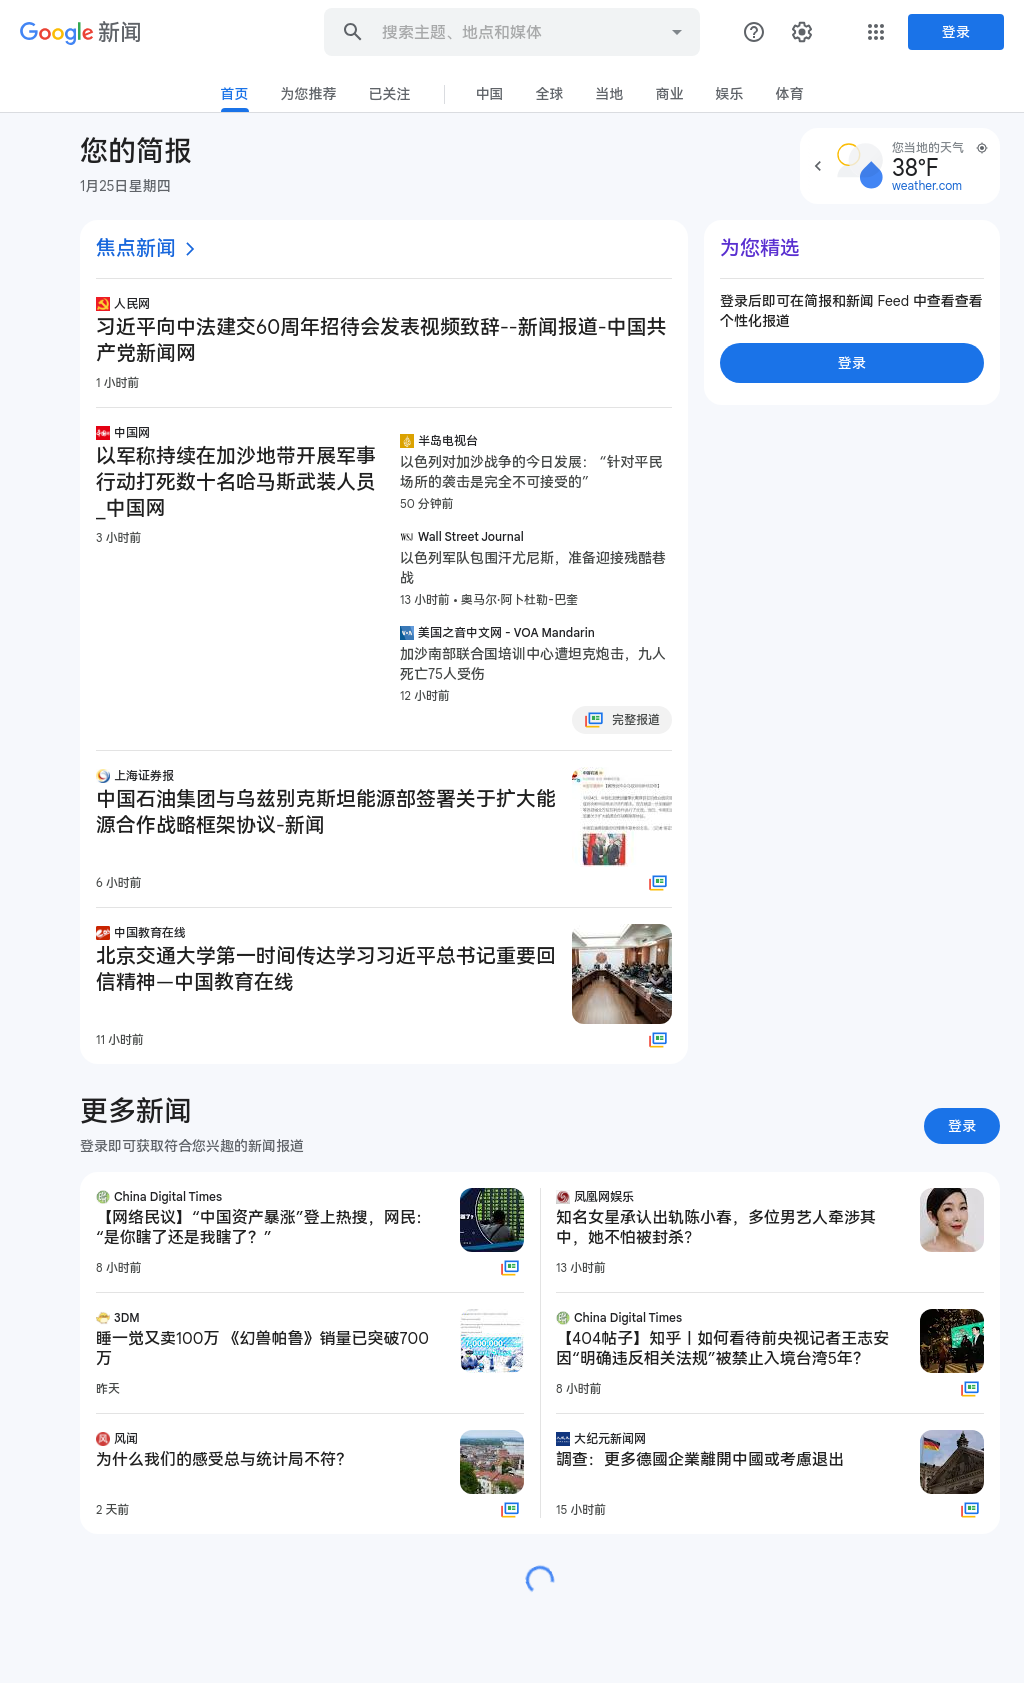 Google 新闻
搜索主题、地点和媒体
登录
首页
为您推荐
已关注
中国
全球
当地
商业
娱乐
体育
您的简报
1月25日星期四
您当地的天气
38°F
weather.com
焦点新闻
人民网
习近平向中法建交60周年招待会发表视频致辞--新闻报道-中国共
产党新闻网
1 小时前
中国网
以军称持续在加沙地带开展军事
行动打死数十名哈马斯武装人员
_中国网
3 小时前
半岛电视台
以色列对加沙战争的今日发展： “针对平民
场所的袭击是完全不可接受的”
50 分钟前
WSJ Wall Street Journal
以色列军队包围汗尤尼斯，准备迎接残酷巷
战
13 小时前 • 奥马尔·阿卜杜勒-巴奎
VOA 美国之音中文网 - VOA Mandarin
加沙南部联合国培训中心遭坦克炮击，九人
死亡75人受伤
12 小时前
完整报道
上海证券报
中国石油集团与乌兹别克斯坦能源部签署关于扩大能
源合作战略框架协议-新闻
6 小时前
中国教育在线
北京交通大学第一时间传达学习习近平总书记重要回
信精神—中国教育在线
11 小时前
为您精选
登录后即可在简报和新闻 Feed 中查看查看
个性化报道
登录
更多新闻
登录即可获取符合您兴趣的新闻报道
登录
China Digital Times
【网络民议】“中国资产暴涨”登上热搜，网民：
“是你瞎了还是我瞎了？”
8 小时前
凤凰网娱乐
知名女星承认出轨陈小春，多位男艺人牵涉其
中，她不怕被封杀？
13 小时前
3DM
睡一觉又卖100万 《幻兽帕鲁》销量已突破700
万
昨天
China Digital Times
【404帖子】知乎丨如何看待前央视记者王志安
因“明确违反相关法规”被禁止入境台湾5年？
8 小时前
风闻
为什么我们的感受总与统计局不符？
2 天前
大纪元新闻网
調查：更多德國企業離開中國或考慮退出
15 小时前